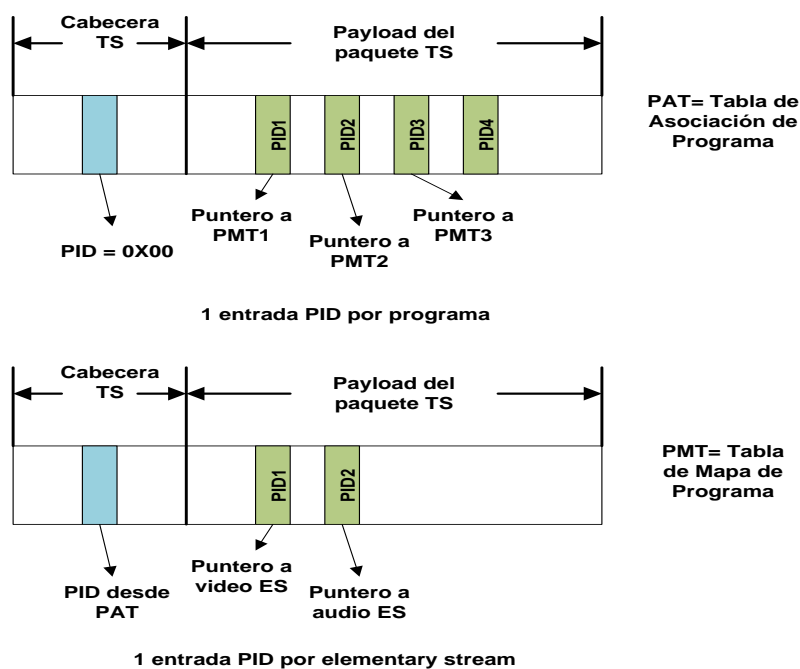 Cabecera
TS
Payload del
paquete TS
PID1
PID2
PID3
PID4
PAT= Tabla de
Asociación de
Programa
PID = 0X00
Puntero a
PMT1
Puntero a
PMT2
Puntero a
PMT3
1 entrada PID por programa
Cabecera
TS
Payload del
paquete TS
PID1
PID2
PMT= Tabla
de Mapa de
Programa
PID desde
PAT
Puntero a
video ES
Puntero a
audio ES
1 entrada PID por elementary stream